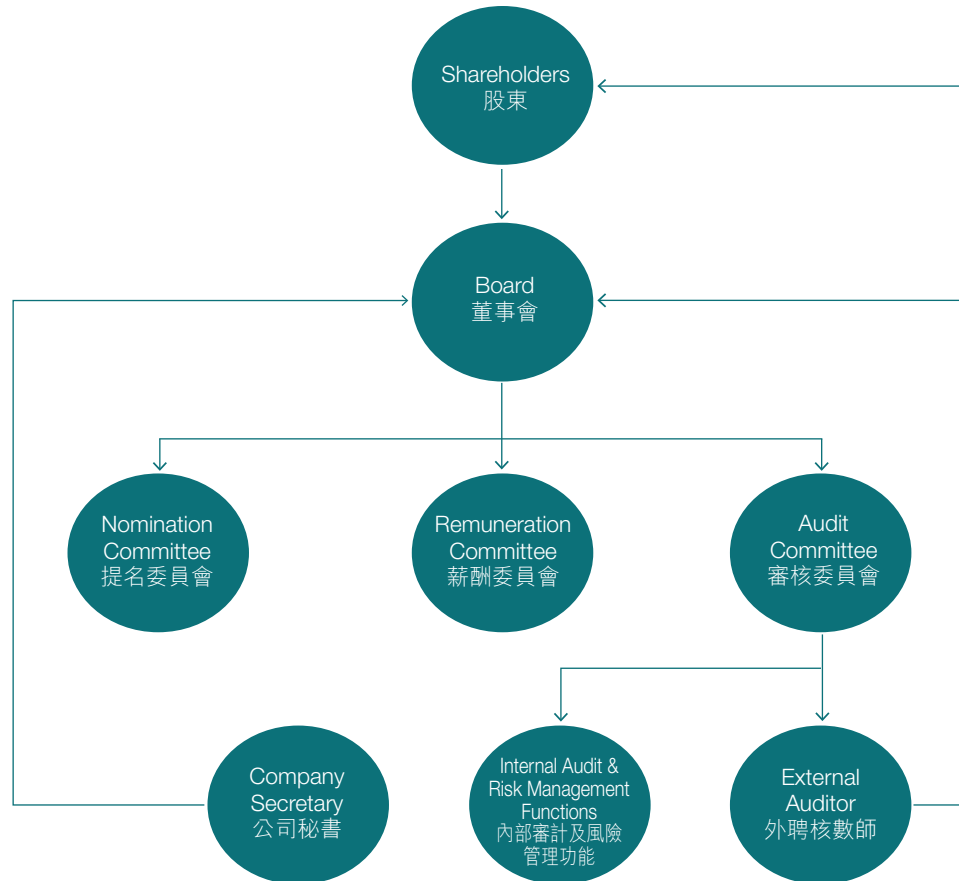 Shareholders
股東
Board
董事會
Nomination
Committee
提名委員會
Remuneration
Committee
薪酬委員會
Audit
Committee
審核委員會
Company
Secretary
公司秘書
Internal Audit &
Risk Management
Functions
內部審計及風險
管理功能
External
Auditor
外聘核數師